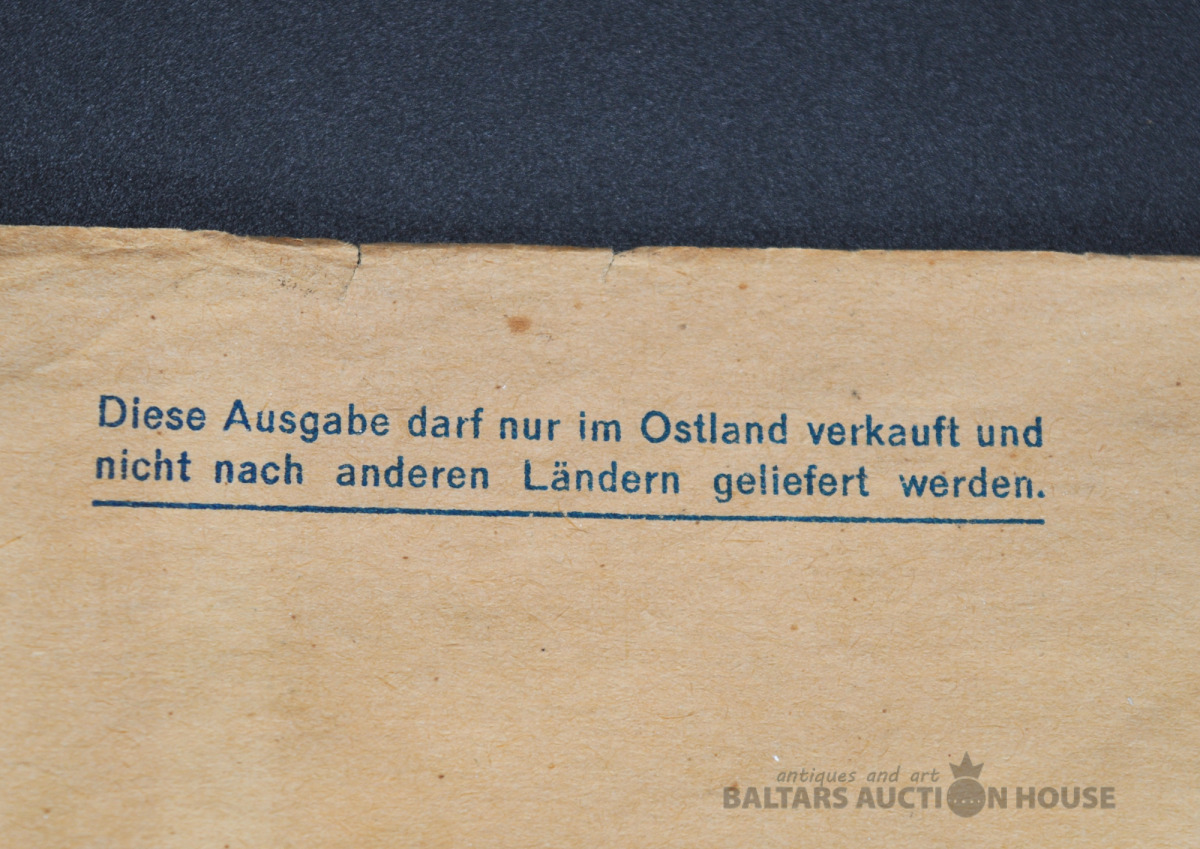 Diese Ausgabe darf nur im Ostland verkauft und
nicht nach anderen Ländern geliefert werden.
antiques and art
BALTARS AUCTION HOUSE